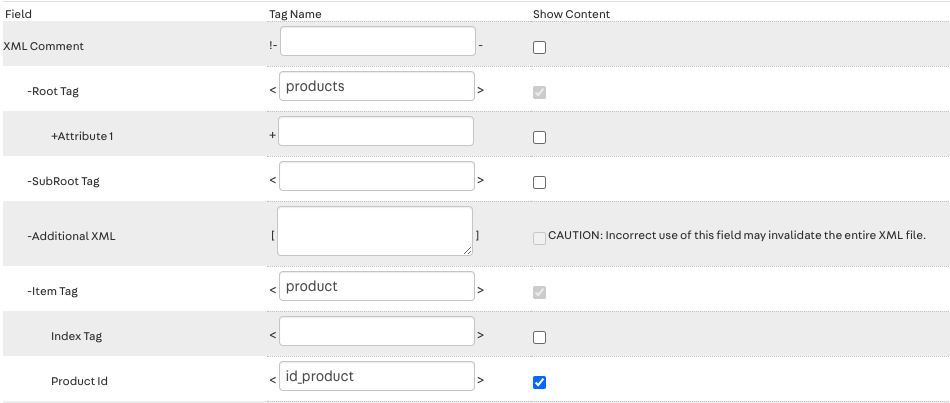 Field Tag Name Show Content
XML Comment !- -
-Root Tag < products >
+Attribute 1 +
-SubRoot Tag < >
-Additional XML [ ] CAUTION: Incorrect use of this field may invalidate the entire XML file.
-Item Tag < product >
Index Tag < >
Product Id < id_product >